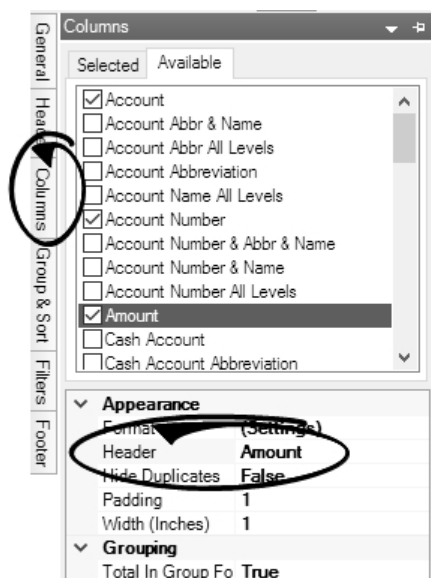 General
Header
Columns
Group & Sort
Filters
Footer
Columns
Selected Available
Account
Account Abbr & Name
Account Abbr All Levels
Account Abbreviation
Account Name All Levels
Account Number
Account Number & Abbr & Name
Account Number & Name
Account Number All Levels
Amount
Cash Account
Cash Account Abbreviation
Appearance
Format (Settings)
Header Amount
Hide Duplicates False
Padding 1
Width (Inches) 1
Grouping
Total In Group Fo True